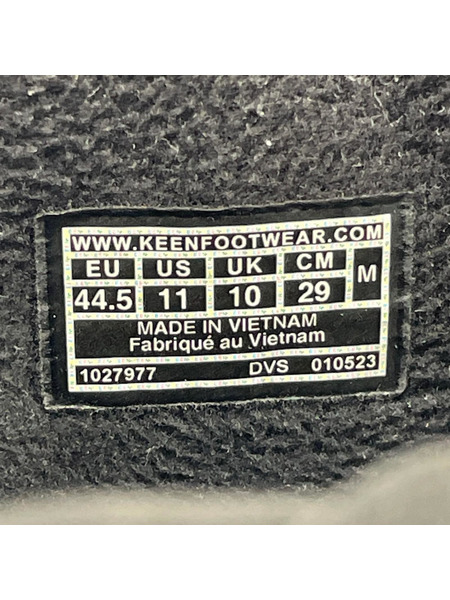 WWW.KEENFOOTWEAR.COM
EU US UK CM M
44.5 11 10 29
MADE IN VIETNAM
Fabriqué au Vietnam
1027977 DVS 010523